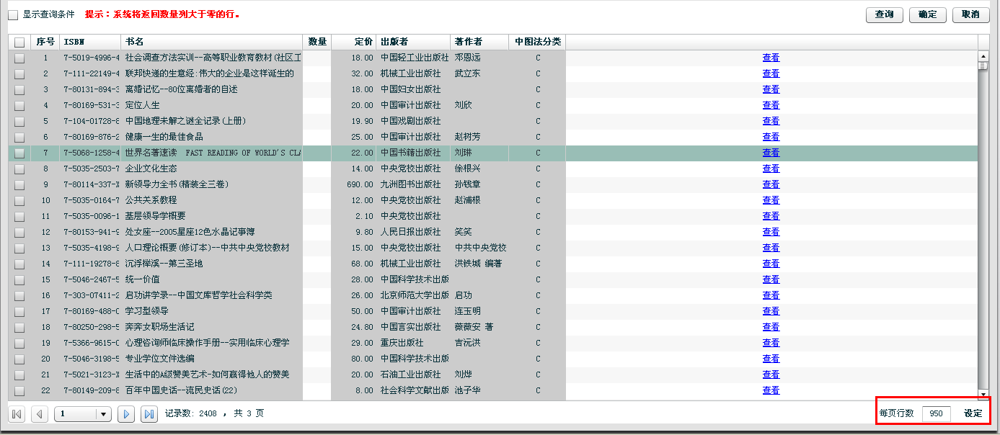 显示查询条件 提示：系统将返回数量列大于零的行。 查询 确定 取消
序号 ISBN 书名 数量 定价 出版者 著作者 中图法分类
1 7-5019-4996-4 社会调查方法实训--高等职业教育教材(社区工 18.00 中国轻工业出版社 邓恩远 C 查看
2 7-111-22149-4 联邦快递的生意经:伟大的企业是这样诞生的 32.00 机械工业出版社 武立东 C 查看
3 7-80131-894-3 离婚记忆--80位离婚者的自述 18.00 中国妇女出版社 C 查看
4 7-80169-531-3 定位人生 20.00 中国审计出版社 刘欣 C 查看
5 7-104-01728-8 中国地理未解之谜全记录(上册) 19.90 中国戏剧出版社 C 查看
6 7-80169-876-2 健康一生的最佳食品 25.00 中国审计出版社 赵树芳 C 查看
7 7-5068-1258-4 世界名著速读 FAST READING OF WORLD'S CLA 22.00 中国书籍出版社 刘琳 C 查看
8 7-5035-2503-7 企业文化生态 14.00 中央党校出版社 徐根兴 C 查看
9 7-80114-337-X 新领导力全书(精装全三卷) 690.00 九洲图书出版社 孙钱章 C 查看
10 7-5035-0164-7 公共关系教程 12.00 中央党校出版社 赵浦根 C 查看
11 7-5035-0096-1 基层领导学概要 2.10 中央党校出版社 C 查看
12 7-80153-941-9 处女座--2005星座12色水晶记事簿 9.80 人民日报出版社 笑笑 C 查看
13 7-5035-4198-9 人口理论概要(修订本)--中共中央党校教材 15.00 中央党校出版社 中共中央党校 C 查看
14 7-111-19278-8 沉浮榉溪--第三圣地 68.00 机械工业出版社 洪铁城 编著 C 查看
15 7-5046-2467-5 统一价值 28.00 中国科学技术出版 C 查看
16 7-303-07411-2 启功讲学录--中国文库哲学社会科学类 26.00 北京师范大学出版 启功 C 查看
17 7-80169-488-0 学习型领导 50.00 中国审计出版社 连玉明 C 查看
18 7-80250-298-5 奔奔女职场生活记 24.80 中国言实出版社 薇薇安 著 C 查看
19 7-5366-9615-0 心理咨询师临床操作手册--实用临床心理学 29.00 重庆出版社 吉沅洪 C 查看
20 7-5046-3198-5 专业学位文件选编 80.00 中国科学技术出版 C 查看
21 7-5021-3123-X 生活中的A级赞美艺术-如何赢得他人的赞美 20.00 石油工业出版社 刘烨 C 查看
22 7-80149-209-8 百年中国史话--流民史话(22) 8.00 社会科学文献出版 池子华 C 查看
1 记录数: 2408 ， 共 3 页 每页行数 950 设定